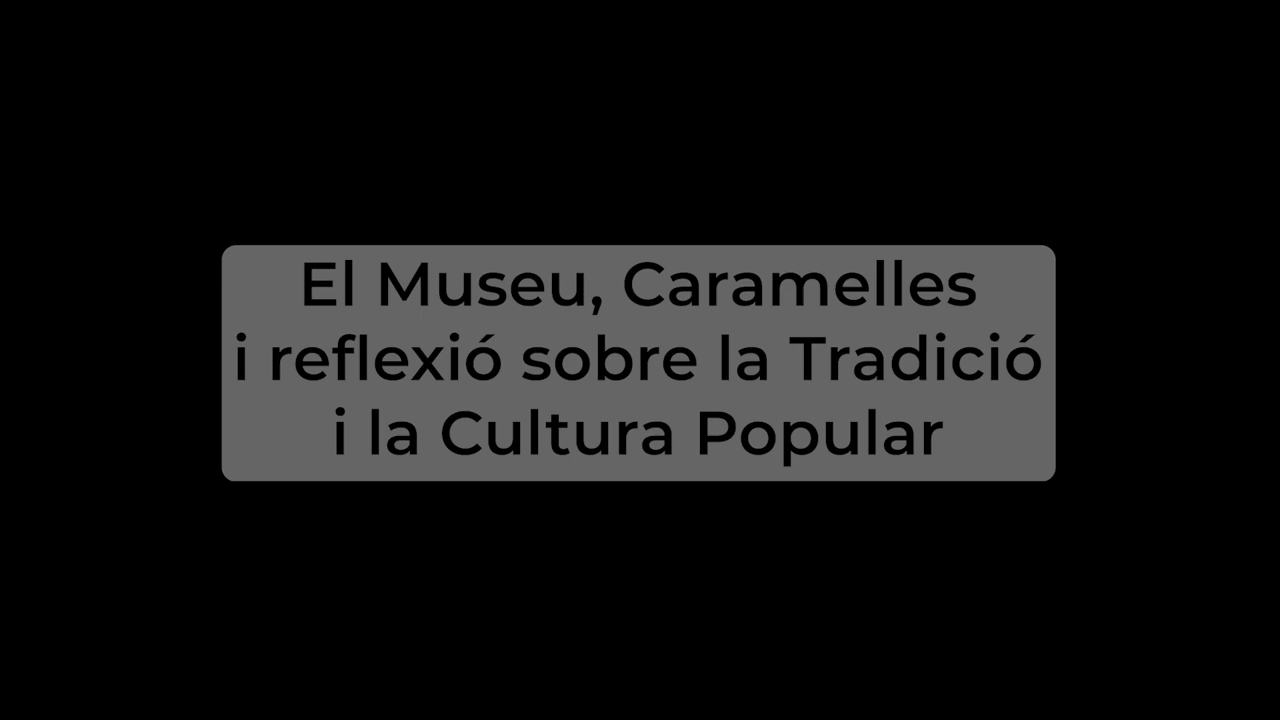 El Museu, Caramelles
i reflexió sobre la Tradició
i la Cultura Popular